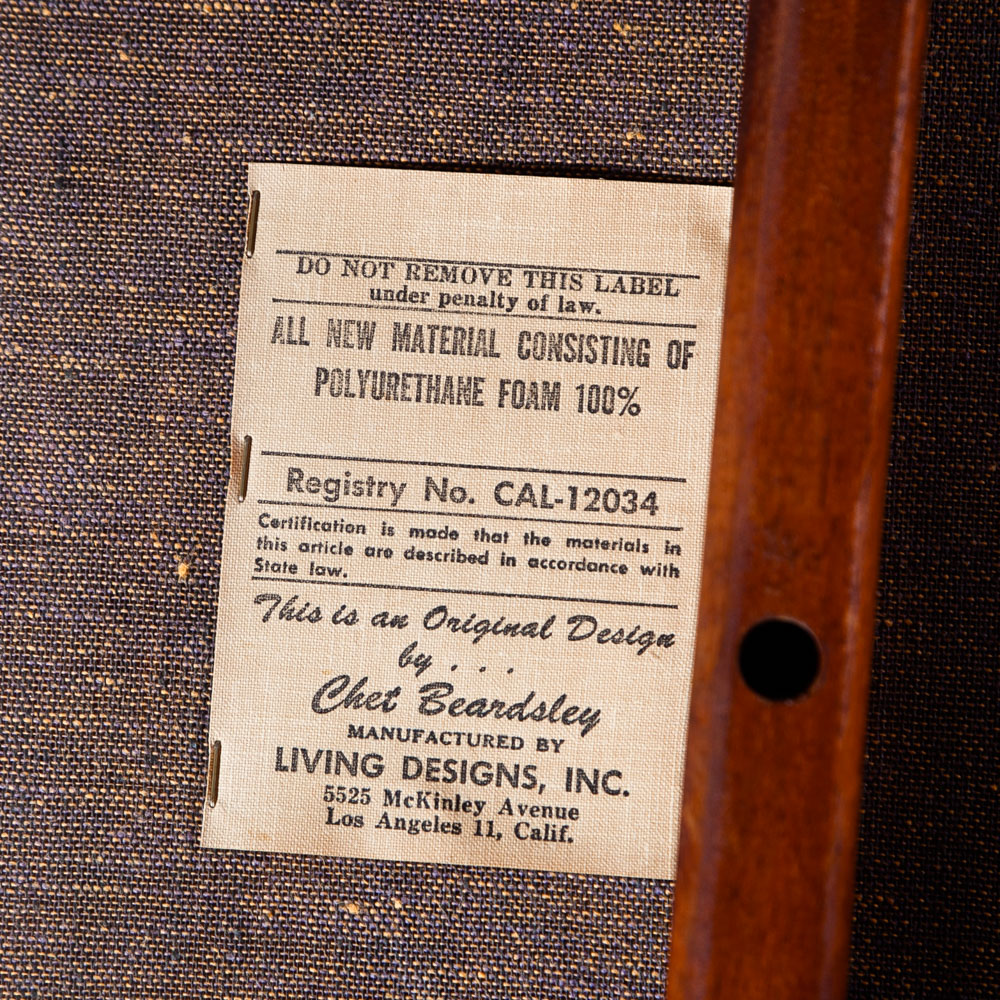 DO NOT REMOVE THIS LABEL
under penalty of law.
ALL NEW MATERIAL CONSISTING OF
POLYURETHANE FOAM 100%
Registry No. CAL-12034
Certification is made that the materials in
this article are described in accordance with
State law.
This is an Original Design
by . . .
Chet Beardsley
MANUFACTURED BY
LIVING DESIGNS, INC.
5525 McKinley Avenue
Los Angeles 11, Calif.